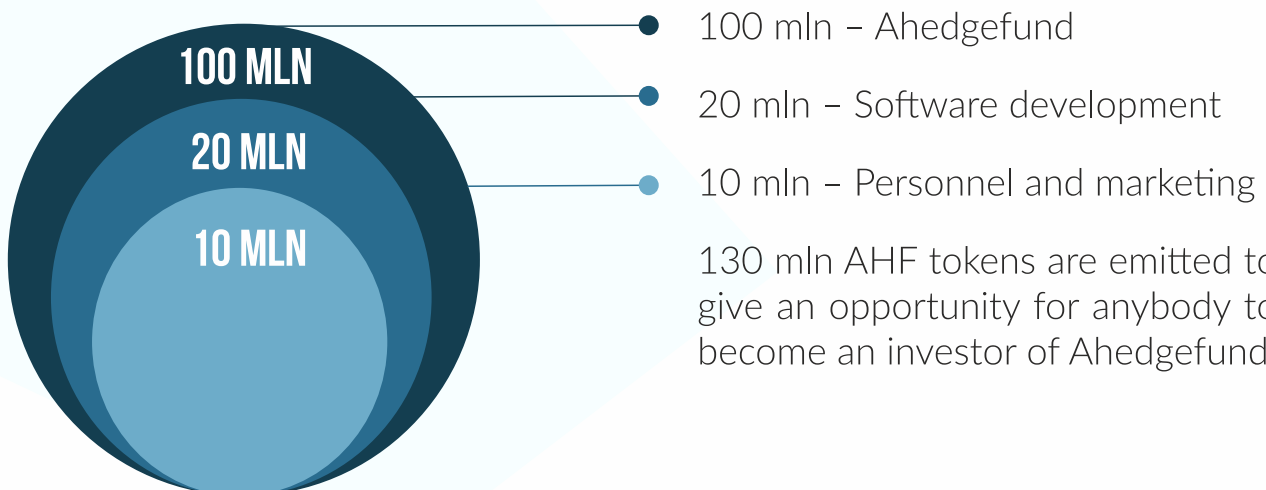 100 MLN
20 MLN
10 MLN
100 mln – Ahedgefund
20 mln – Software development
10 mln – Personnel and marketing
130 mln AHF tokens are emitted to
give an opportunity for anybody to
become an investor of Ahedgefund